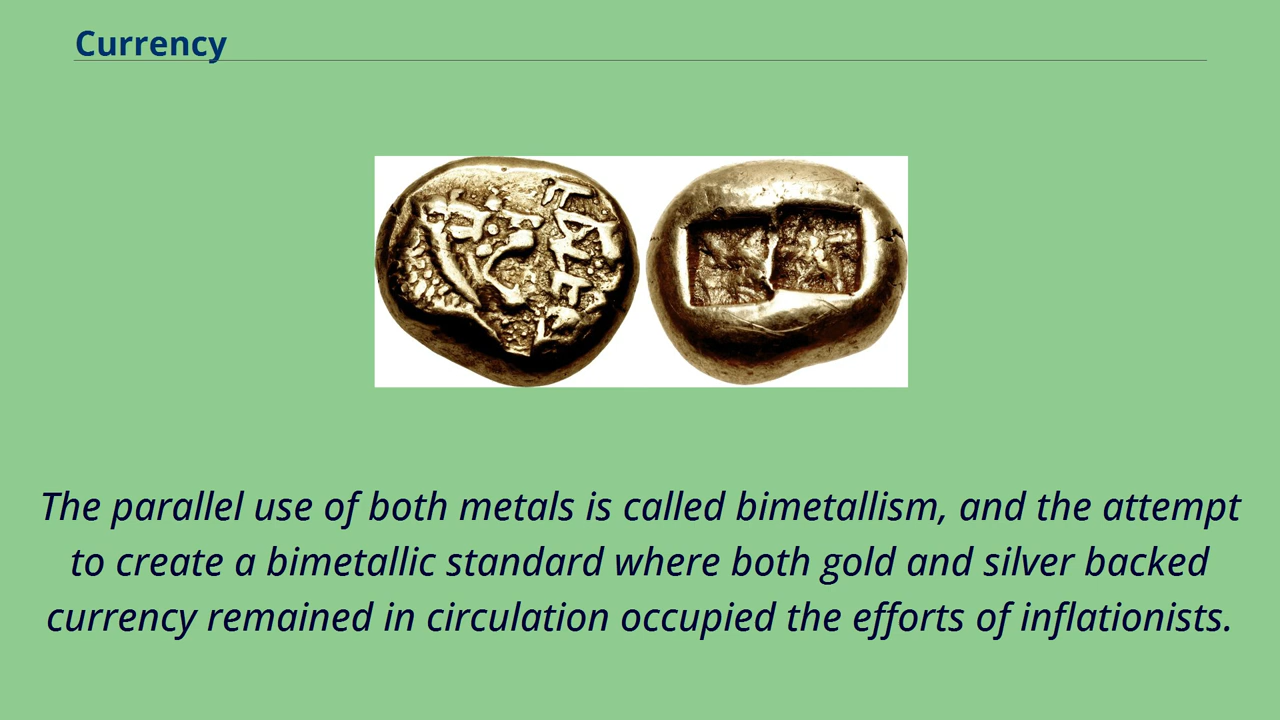 Currency
The parallel use of both metals is called bimetallism, and the attempt
to create a bimetallic standard where both gold and silver backed
currency remained in circulation occupied the efforts of inflationists.